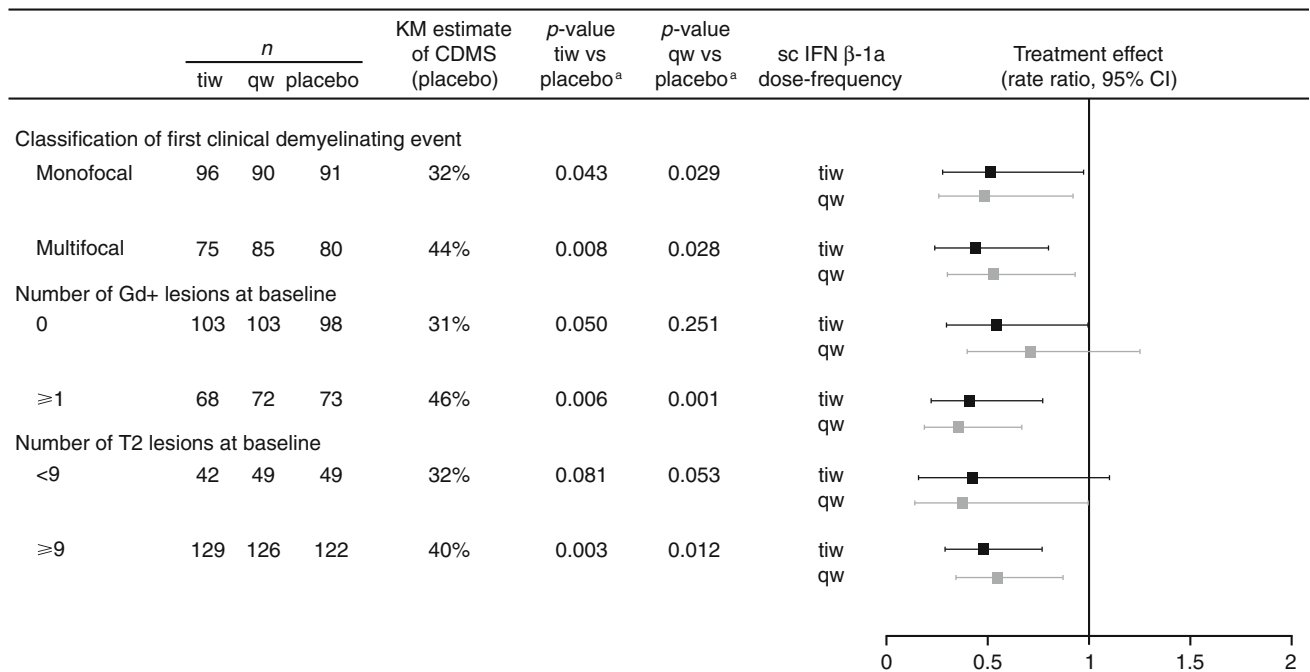 n
KM estimate of CDMS (placebo)
p-value tiw vs placebo a
p-value qw vs placebo a
sc IFN β-1a dose-frequency
Treatment effect (rate ratio, 95% CI)
tiw qw placebo
Classification of first clinical demyelinating event
Monofocal 96 90 91 32% 0.043 0.029 tiw
qw
Multifocal 75 85 80 44% 0.008 0.028 tiw
qw
Number of Gd+ lesions at baseline
0 103 103 98 31% 0.050 0.251 tiw
qw
⩾1 68 72 73 46% 0.006 0.001 tiw
qw
Number of T2 lesions at baseline
<9 42 49 49 32% 0.081 0.053 tiw
qw
⩾9 129 126 122 40% 0.003 0.012 tiw
qw
0 0.5 1 1.5 2